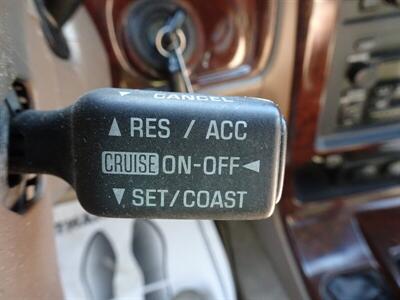 ▼ CANCEL
▲ RES / ACC
CRUISE ON-OFF ◄
▼ SET/COAST